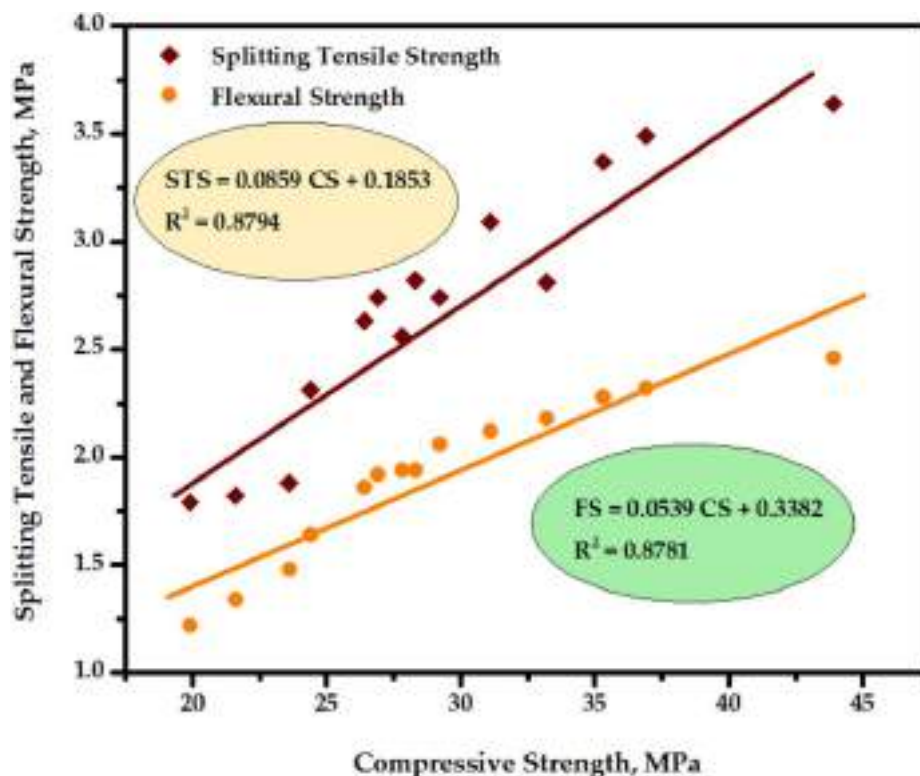 Splitting Tensile and Flexural Strength, MPa
4.0
3.5
3.0
2.5
2.0
1.5
1.0
Splitting Tensile Strength
Flexural Strength
STS = 0.0859 CS + 0.1853
R² = 0.8794
FS = 0.0539 CS + 0.3382
R² = 0.8781
20 25 30 35 40 45
Compressive Strength, MPa